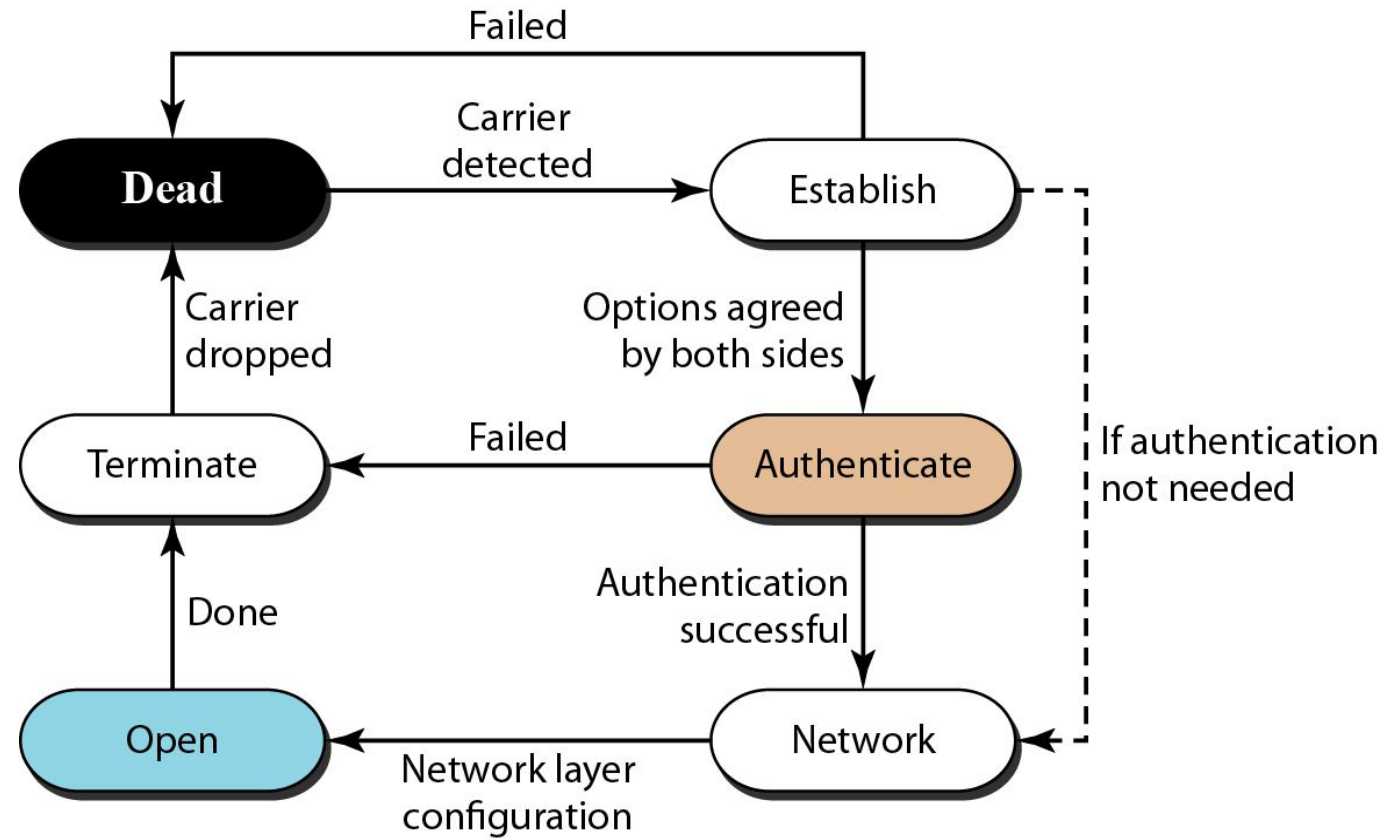 Failed
Carrier
detected
Dead
Establish
Carrier
dropped
Options agreed
by both sides
If authentication
not needed
Terminate
Failed
Authenticate
Done
Authentication
successful
Open
Network
Network layer
configuration